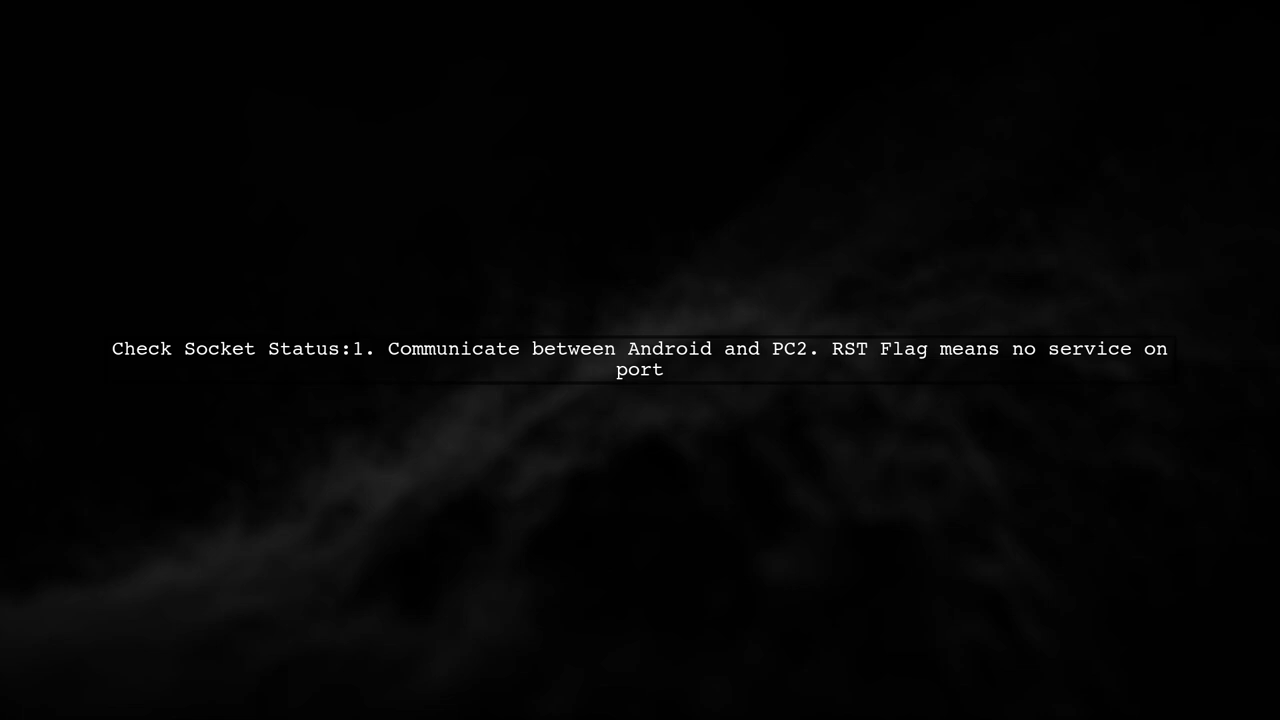 Check Socket Status:1. Communicate between Android and PC2. RST Flag means no service on
port